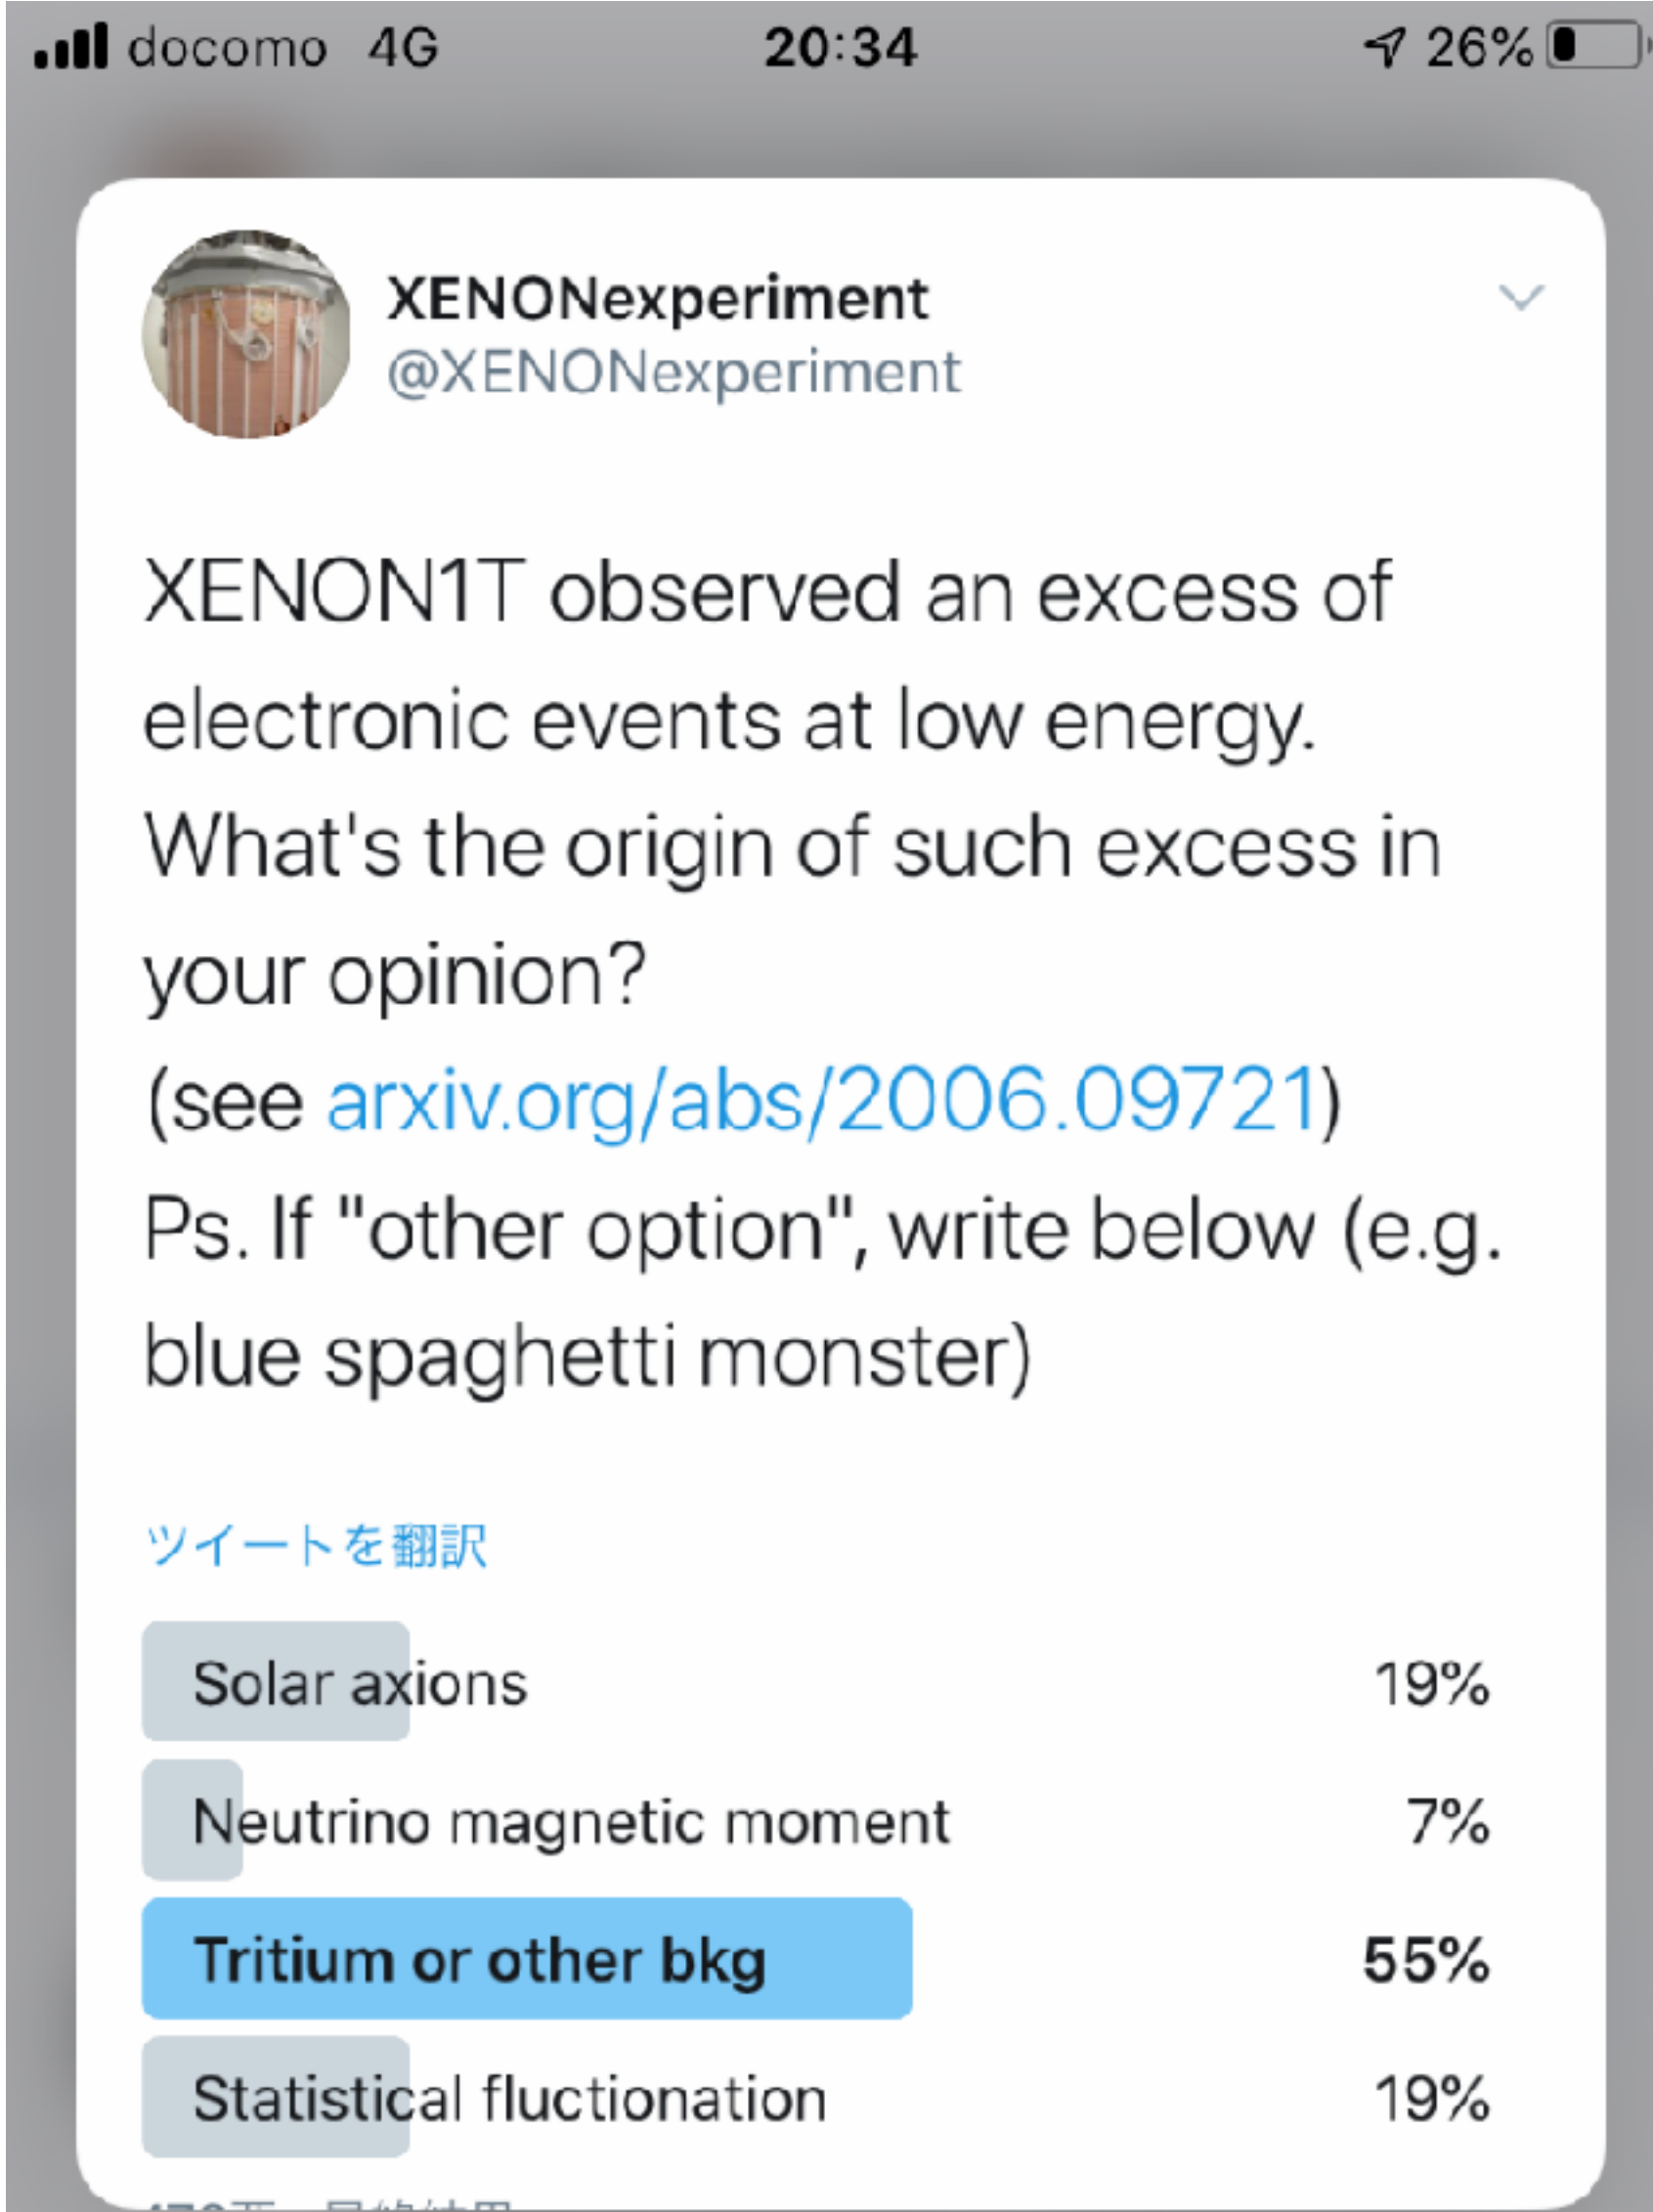 docomo 4G 20:34 26%
XENONexperiment
@XENONexperiment
XENON1T observed an excess of
electronic events at low energy.
What's the origin of such excess in
your opinion?
(see arxiv.org/abs/2006.09721)
Ps. If "other option", write below (e.g.
blue spaghetti monster)
ツイートを翻訳
Solar axions 19%
Neutrino magnetic moment 7%
Tritium or other bkg 55%
Statistical fluctionation 19%